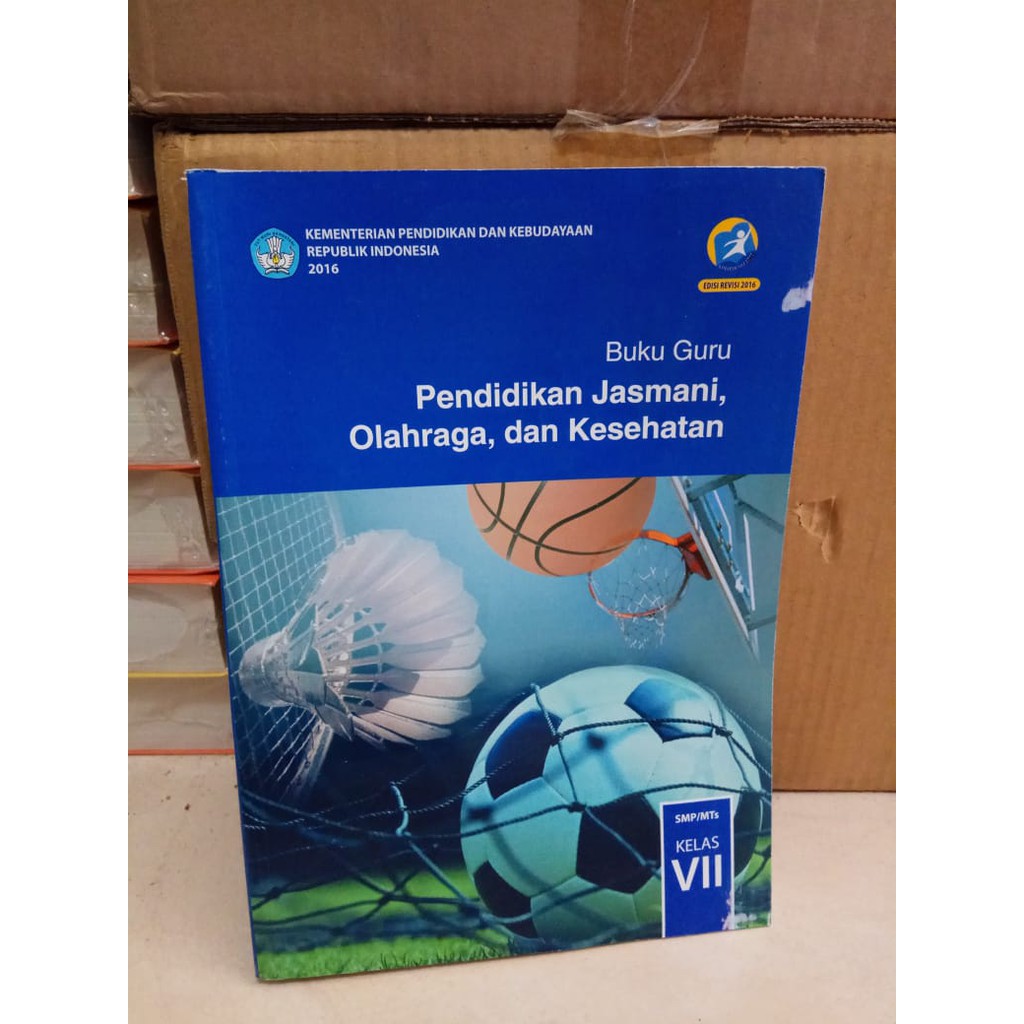 KEMENTERIAN PENDIDIKAN DAN KEBUDAYAAN
REPUBLIK INDONESIA
2016
EDISI REVISI 2016
Buku Guru
Pendidikan Jasmani,
Olahraga, dan Kesehatan
SMP/MTs
KELAS
VII